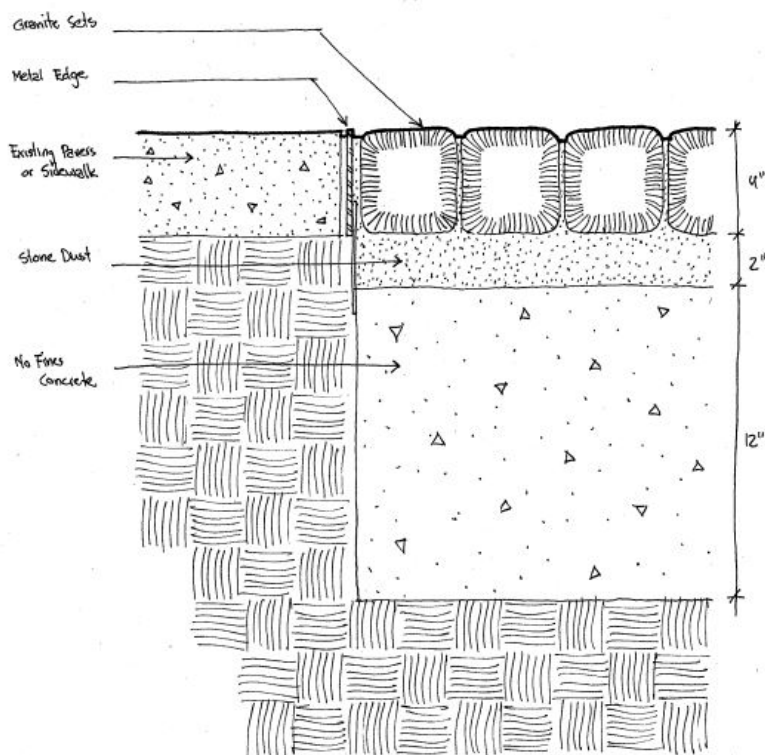 Granite Sets
Metal Edge
Existing Pavers
or Sidewalk
Stone Dust
No Fines
Concrete
4"
2"
12"